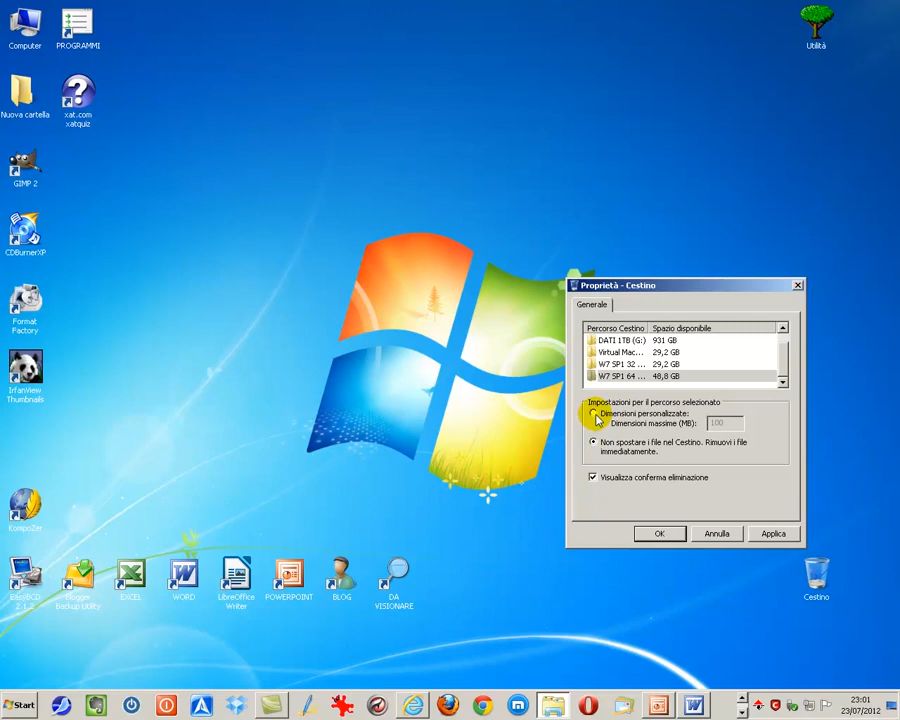 Computer
PROGRAMMI
Utilità
Nuova cartella
xat.com
xatquiz
GIMP 2
CDBurnerXP
Format
Factory
IrfanView
Thumbnails
KompoZer
EasyBCD
2.1.2
Blogger
Backup Utility
EXCEL
WORD
LibreOffice
Writer
POWERPOINT
BLOG
DA
VISIONARE
Cestino
Proprietà - Cestino
Generale
Percorso Cestino Spazio disponibile
DATI 1TB (G:) 931 GB
Virtual Mac... 29,2 GB
W7 SP1 32 ... 29,2 GB
W7 SP1 64 ... 48,8 GB
Impostazioni per il percorso selezionato
Dimensioni personalizzate:
Dimensioni massime (MB): 100
Non spostare i file nel Cestino. Rimuovi i file
immediatamente.
Visualizza conferma eliminazione
OK Annulla Applica
Start
23:01
23/07/2012